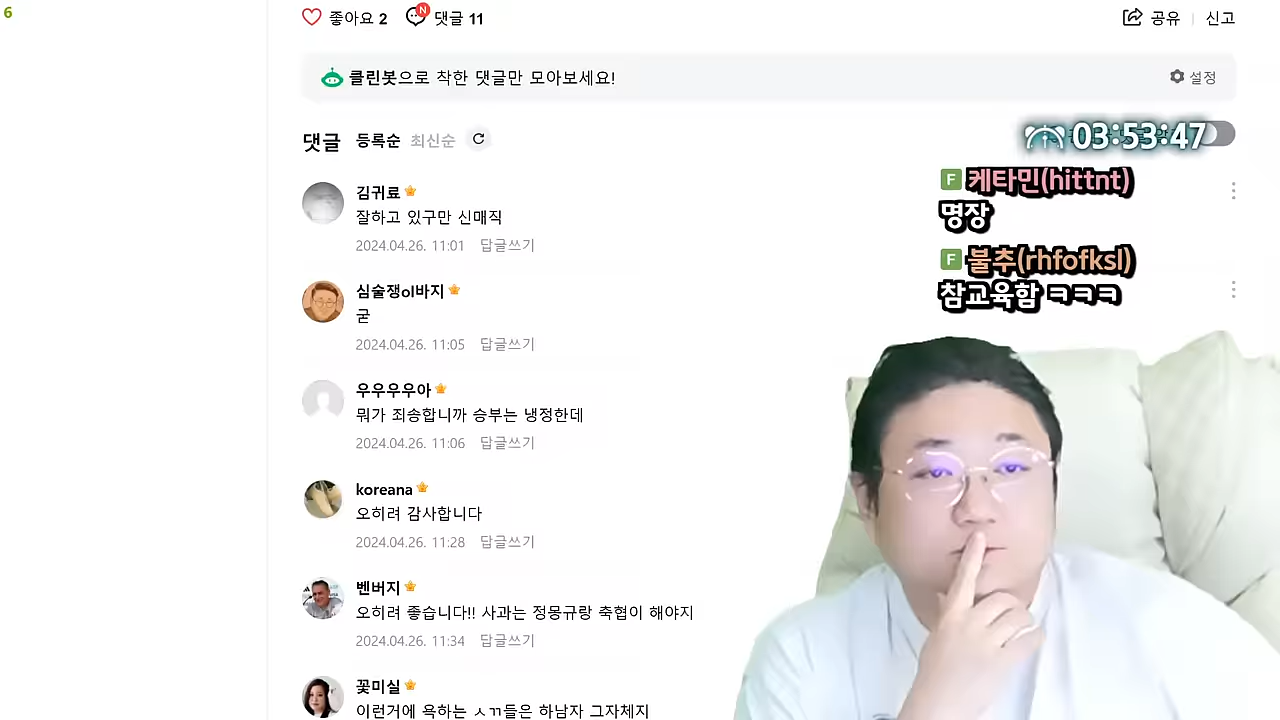 6
좋아요 2
N
댓글 11
공유
신고
클린봇으로 착한 댓글만 모아보세요!
설정
댓글
등록순
최신순
03:53:47
김귀료
잘하고 있구만 신매직
2024.04.26. 11:01 답글쓰기
F 케타민(hittnt)
명장
F 불추(rhfofksl)
참교육함 ㅋㅋㅋ
심술쟁ol바지
굳
2024.04.26. 11:05 답글쓰기
우우우우아
뭐가 죄송합니까 승부는 냉정한데
2024.04.26. 11:06 답글쓰기
koreana
오히려 감사합니다
2024.04.26. 11:28 답글쓰기
벤버지
오히려 좋습니다!! 사과는 정몽규랑 축협이 해야지
2024.04.26. 11:34 답글쓰기
꽃미실
이런거에 욕하는 ㅅㄲ들은 하남자 그자체지